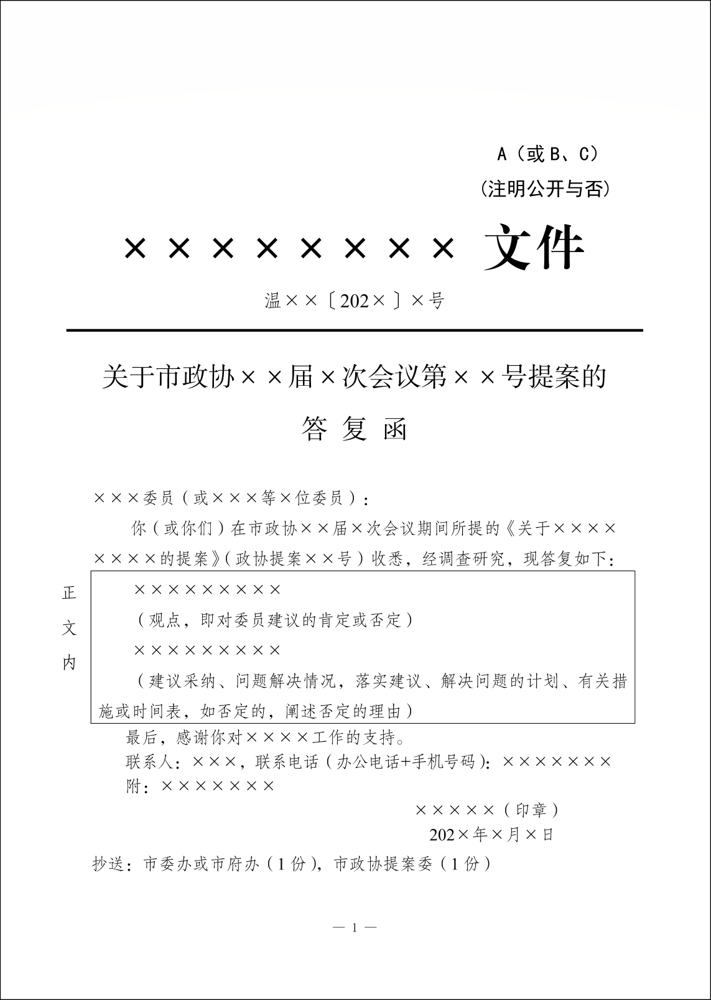 A（或 B、C）
(注明公开与否)
××××××××文件
温××〔202×〕×号
关于市政协××届×次会议第××号提案的
答 复 函
×××委员（或×××等×位委员）：
你（或你们）在市政协××届×次会议期间所提的《关于××××
××××的提案》（政协提案××号）收悉，经调查研究，现答复如下：
正
文
内
×××××××××
（观点，即对委员建议的肯定或否定）
×××××××××
（建议采纳、问题解决情况，落实建议、解决问题的计划、有关措
施或时间表，如否定的，阐述否定的理由）
最后，感谢你对××××工作的支持。
联系人：×××，联系电话（办公电话+手机号码）：×××××××
附：×××××××
×××××（印章）
202×年×月×日
抄送：市委办或市府办（1 份），市政协提案委（1 份）
— 1 —